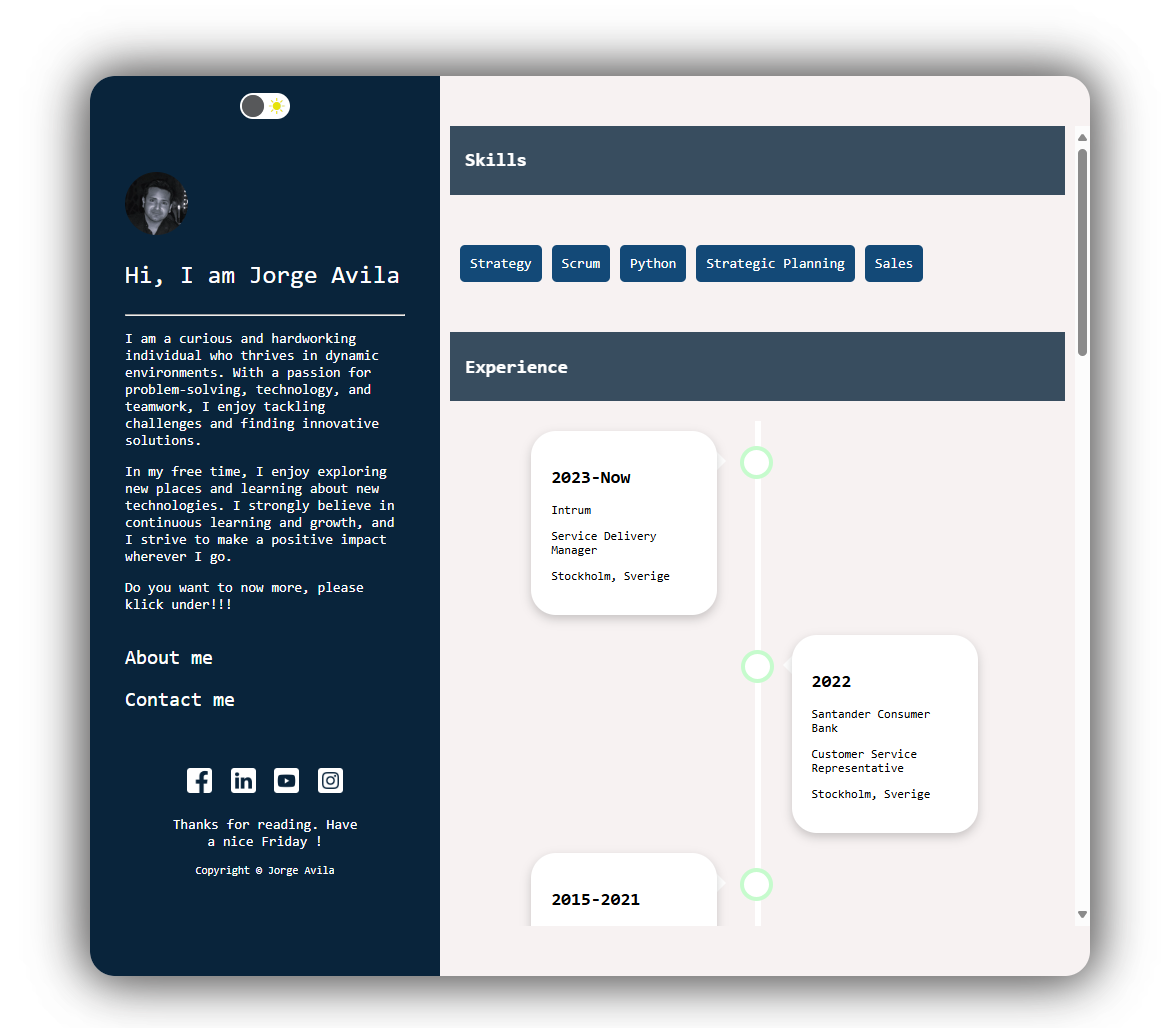 Hi, I am Jorge Avila
I am a curious and hardworking
individual who thrives in dynamic
environments. With a passion for
problem-solving, technology, and
teamwork, I enjoy tackling
challenges and finding innovative
solutions.
In my free time, I enjoy exploring
new places and learning about new
technologies. I strongly believe in
continuous learning and growth, and
I strive to make a positive impact
wherever I go.
Do you want to now more, please
klick under!!!
About me
Contact me
Thanks for reading. Have
a nice Friday !
Copyright © Jorge Avila
Skills
Strategy Scrum Python Strategic Planning Sales
Experience
2023-Now
Intrum
Service Delivery
Manager
Stockholm, Sverige
2022
Santander Consumer
Bank
Customer Service
Representative
Stockholm, Sverige
2015-2021